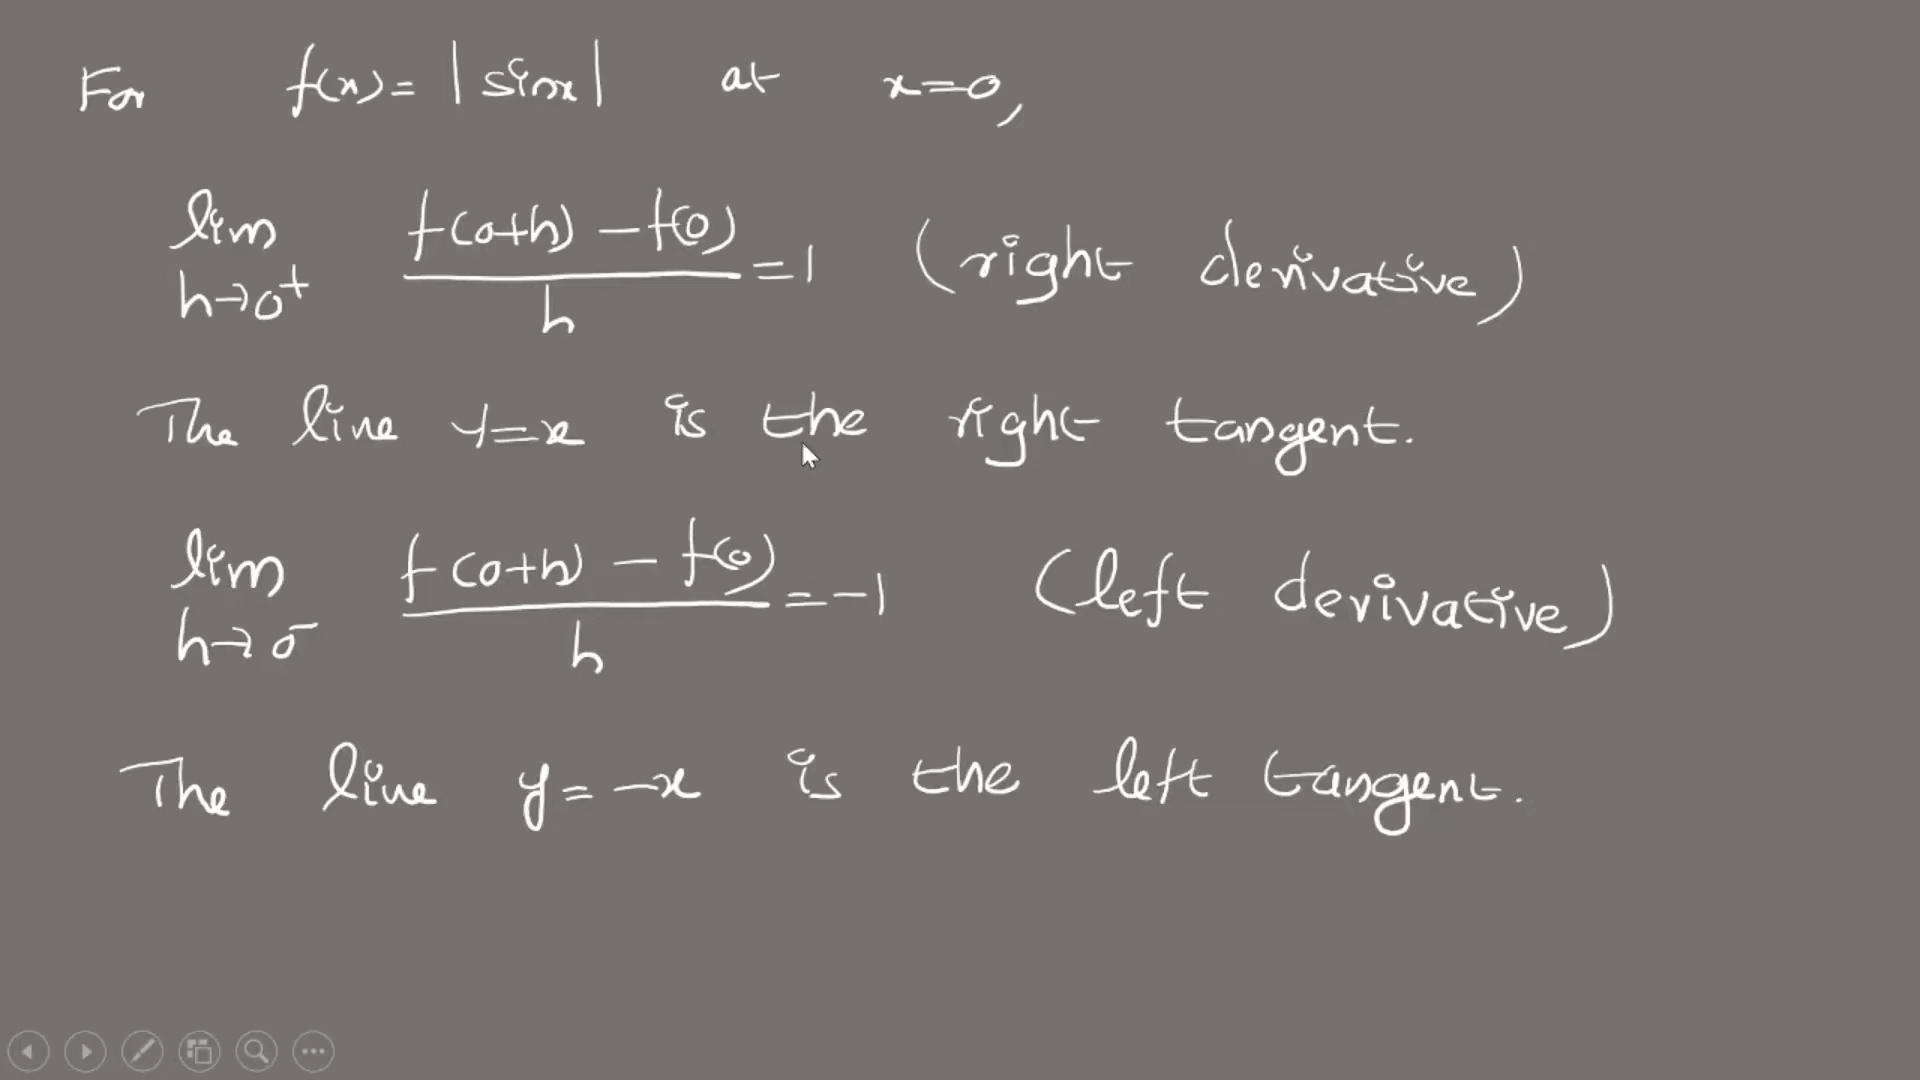 For f(x) = |sinx| at x=0,
lim h→0+ f(0+h) – f(0) / h = 1 (right derivative)
The line y=x is the right tangent.
lim h→0- f(0+h) – f(0) / h = -1 (left derivative)
The line y=-x is the left tangent.